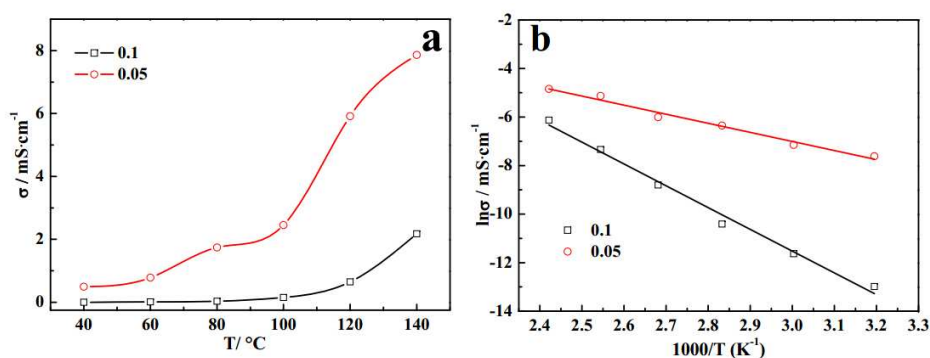 a
0.1
0.05
σ / mS·cm-1
8
6
4
2
0
40 60 80 100 120 140
T/ °C
b
lnσ / mS·cm-1
-2
-4
-6
-8
-10
-12
-14
0.1
0.05
2.4 2.5 2.6 2.7 2.8 2.9 3.0 3.1 3.2 3.3
1000/T (K-1)